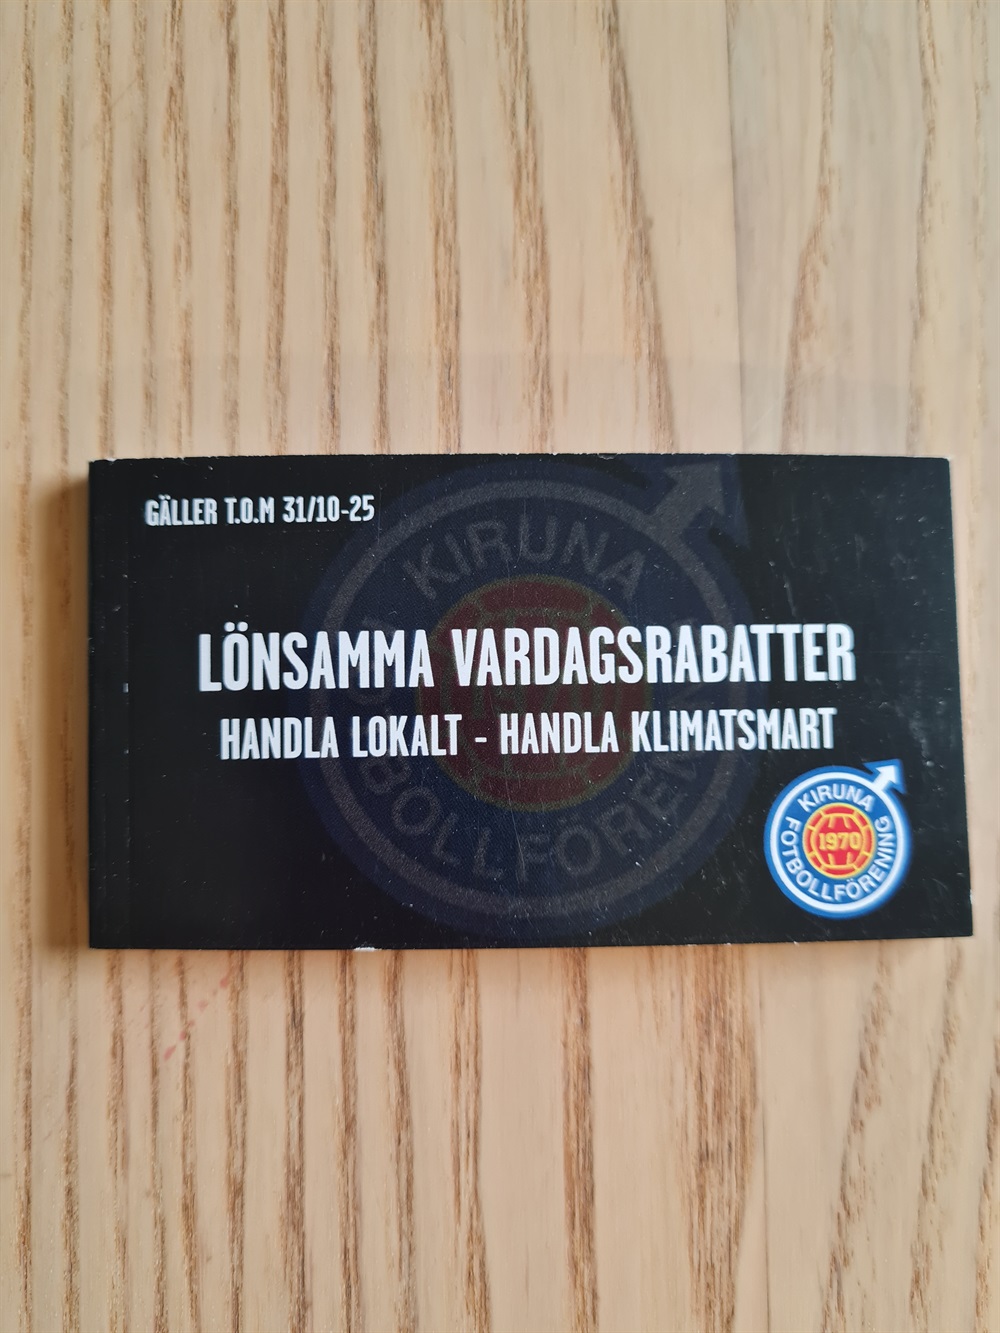 GÄLLER T.O.M 31/10-25
LÖNSAMMA VARDAGSRABATTER
HANDLA LOKALT - HANDLA KLIMATSMART
KIRUNA
1970
FOTBOLLFÖRENING